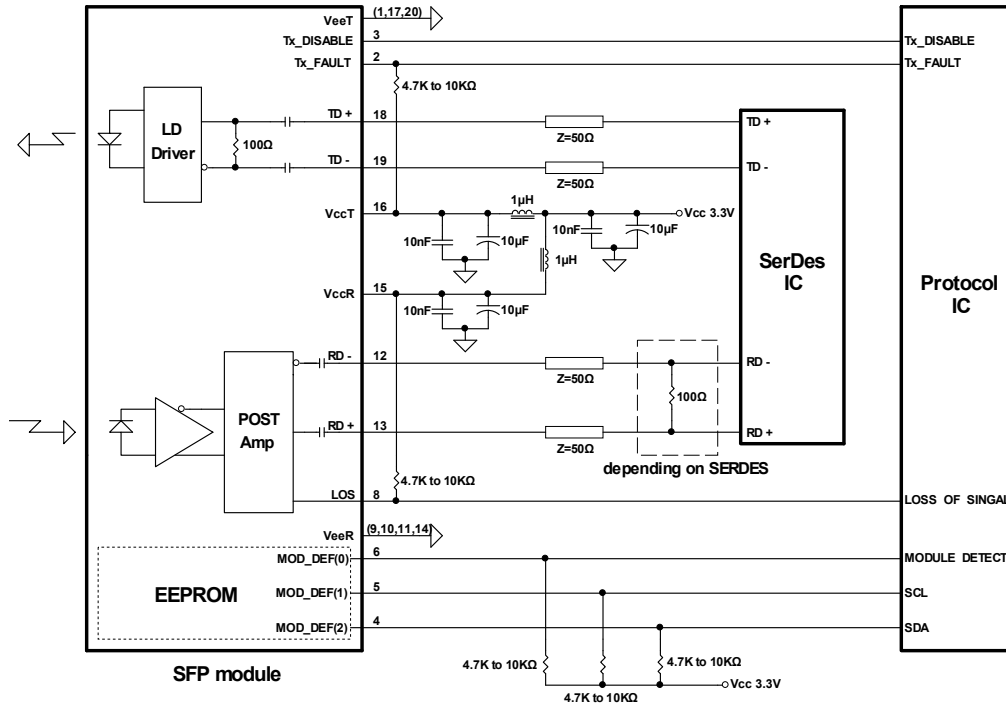 VeeT (1,17,20)
Tx_DISABLE 3 Tx_DISABLE
Tx_FAULT 2 Tx_FAULT
4.7K to 10KΩ
LD
Driver
100Ω
TD + 18 TD +
Z=50Ω
TD - 19 TD -
Z=50Ω
VccT 16
1µH
Vcc 3.3V
10nF 10µF
10nF 10µF
1µH
SerDes
IC
Protocol
IC
VccR 15
10nF 10µF
RD - 12 RD -
Z=50Ω
100Ω
POST
Amp
RD + 13 RD +
Z=50Ω
depending on SERDES
4.7K to 10KΩ
LOS 8 LOSS OF SINGAL
VeeR (9,10,11,14)
EEPROM
MOD_DEF(0) 6 MODULE DETECT
MOD_DEF(1) 5 SCL
MOD_DEF(2) 4 SDA
SFP module
4.7K to 10KΩ 4.7K to 10KΩ
4.7K to 10KΩ
Vcc 3.3V